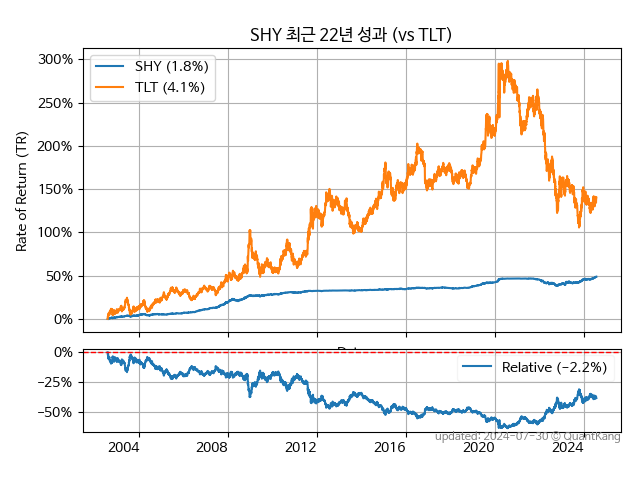 SHY 최근 22년 성과 (vs TLT)
300%
250%
200%
150%
100%
50%
0%
Rate of Return (TR)
SHY (1.8%)
TLT (4.1%)
0%
−25%
−50%
Relative (−2.2%)
2004
2008
2012
2016
2020
2024
updated: 2024-07-30 © QuantKang